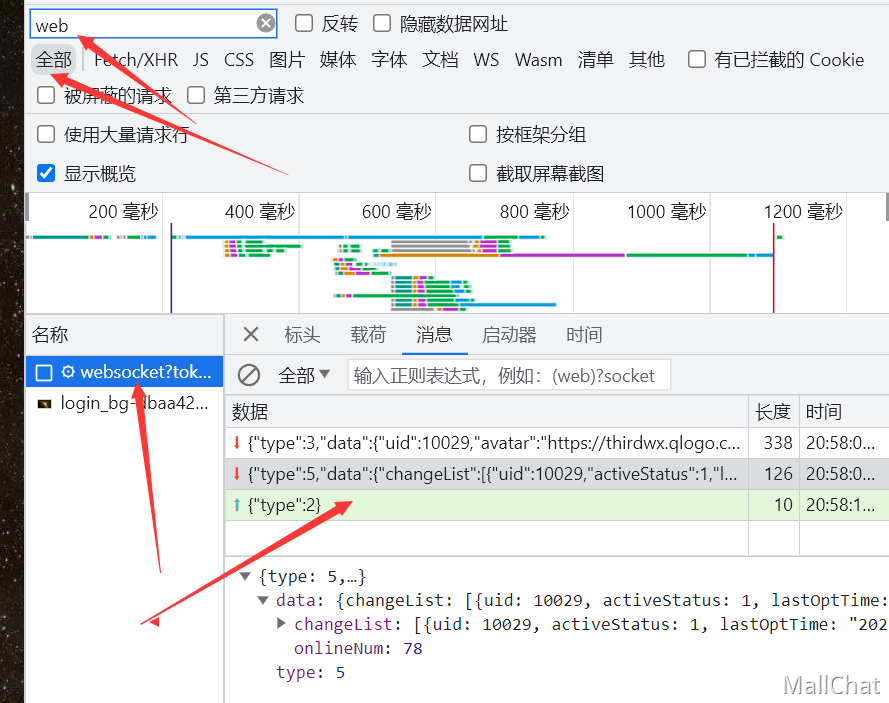 web 反转 隐藏数据网址
全部 Fetch/XHR JS CSS 图片 媒体 字体 文档 WS Wasm 清单 其他 有已拦截的 Cookie
被屏蔽的请求 第三方请求
使用大量请求行 按框架分组
显示概览 截取屏幕截图
200 毫秒 400 毫秒 600 毫秒 800 毫秒 1000 毫秒 1200 毫秒
名称 标头 载荷 消息 启动器 时间
websocket?tok... 全部 输入正则表达式，例如：(web)?socket
login_bg-dbaa42... 数据 长度 时间
{"type":3,"data":{"uid":10029,"avatar":"https://thirdwx.qlogo.c... 338 20:58:0...
{"type":5,"data":{"changeList":[{"uid":10029,"activeStatus":1,"l... 126 20:58:0...
{"type":2} 10 20:58:1...
{type: 5,…}
data: {changeList: [{uid: 10029, activeStatus: 1, lastOptTime:
changeList: [{uid: 10029, activeStatus: 1, lastOptTime: "202
onlineNum: 78
type: 5
MallChat